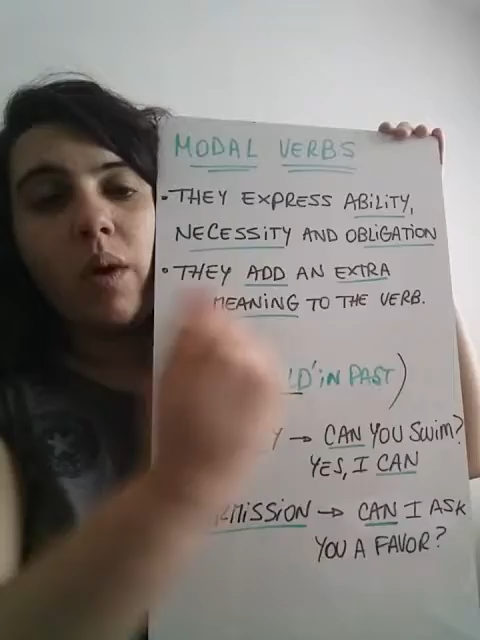 MODAL VERBS
• THEY EXPRESS ABILITY,
NECESSITY AND OBLIGATION
• THEY ADD AN EXTRA
MEANING TO THE VERB.
IN PAST)
→ CAN YOU SWIM?
YES, I CAN
→ CAN I ASK
YOU A FAVOR?